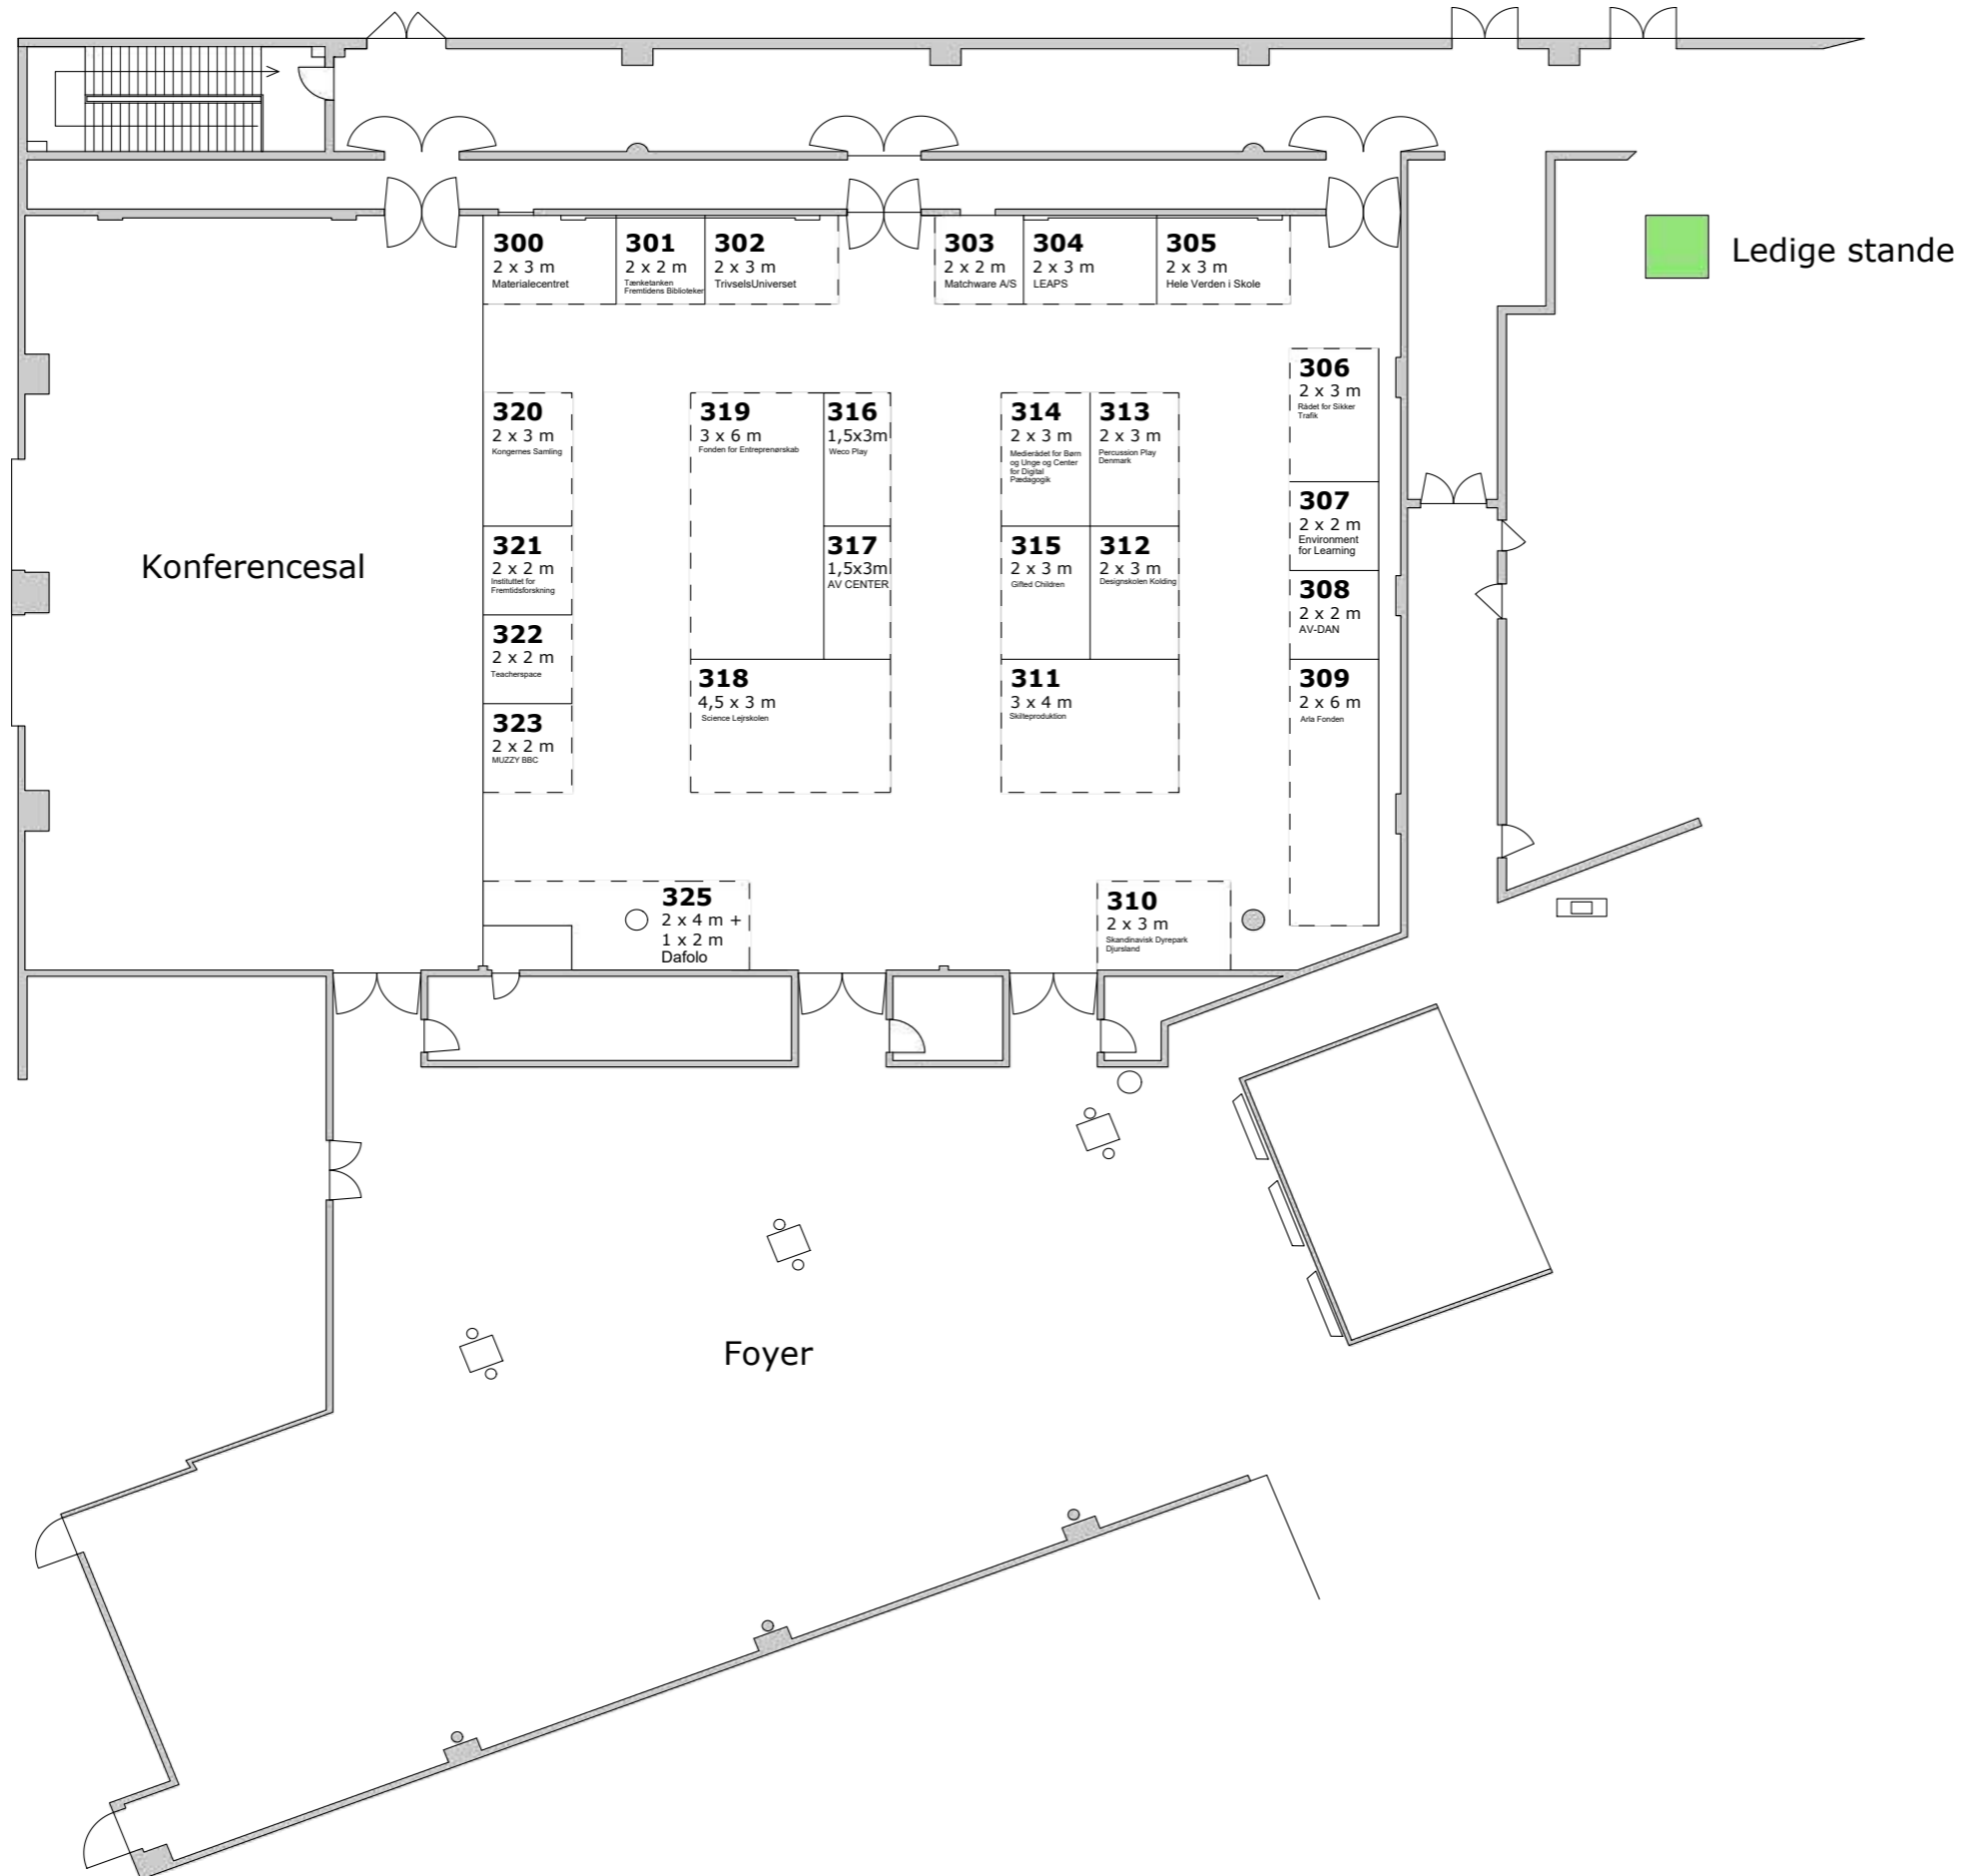 300
2 x 3 m
Materialecentret
301
2 x 2 m
Tænketanken
Fremtidens Biblioteker
302
2 x 3 m
TrivselsUniverset
303
2 x 2 m
Matchware A/S
304
2 x 3 m
LEAPS
305
2 x 3 m
Hele Verden i Skole
Ledige stande
306
2 x 3 m
Rådet for Sikker
Trafik
320
2 x 3 m
Kongernes Samling
319
3 x 6 m
Fonden for Entreprenørskab
316
1,5x3m
Weco Play
314
2 x 3 m
Medierådet for Børn
og Unge og Center
for Digital
Pædagogik
313
2 x 3 m
Percussion Play
Denmark
307
2 x 2 m
Environment
for Learning
Konferencesal
321
2 x 2 m
Instituttet for
Fremtidsforskning
317
1,5x3m
AV CENTER
315
2 x 3 m
Gifted Children
312
2 x 3 m
Designskolen Kolding
308
2 x 2 m
AV-DAN
322
2 x 2 m
Teacherspace
318
4,5 x 3 m
Science Lejrskolen
311
3 x 4 m
Skilteproduktion
309
2 x 6 m
Arla Fonden
323
2 x 2 m
MUZZY BBC
325
2 x 4 m +
1 x 2 m
Dafolo
310
2 x 3 m
Skandinavisk Dyrepark
Djursland
Foyer